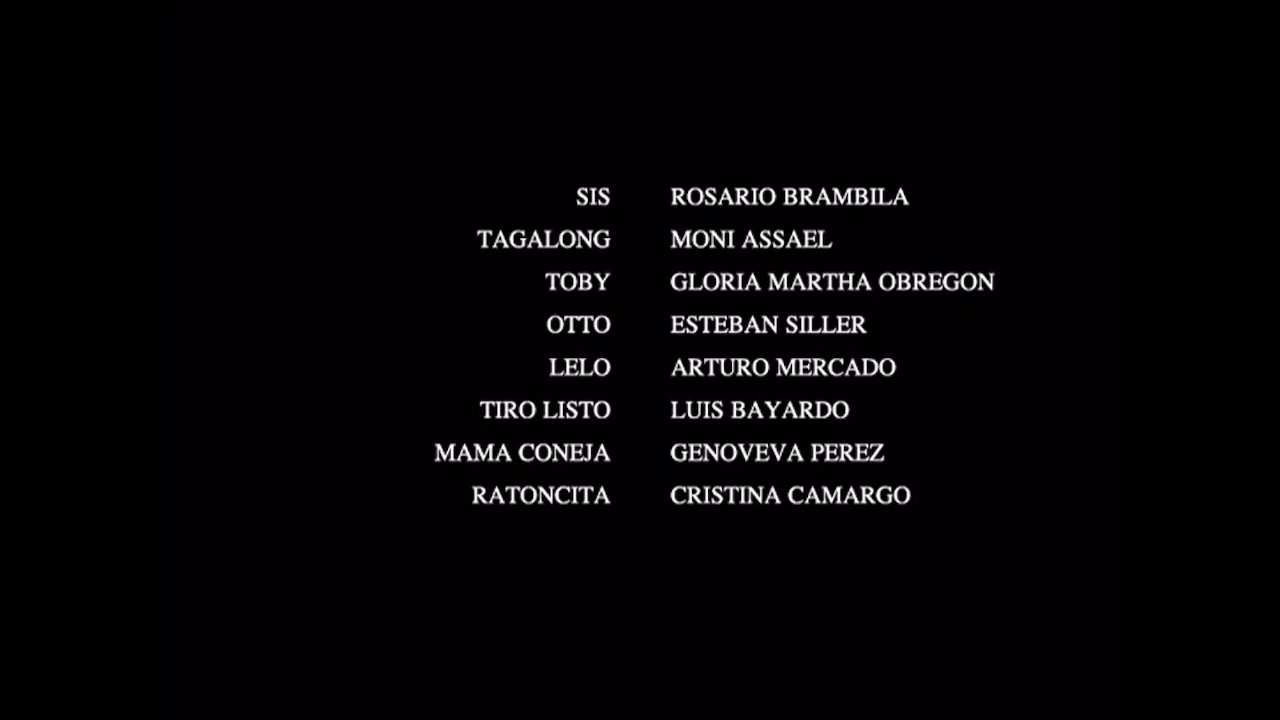 SIS ROSARIO BRAMBILA
TAGALONG MONI ASSAEL
TOBY GLORIA MARTHA OBREGON
OTTO ESTEBAN SILLER
LELO ARTURO MERCADO
TIRO LISTO LUIS BAYARDO
MAMA CONEJA GENOVEVA PEREZ
RATONCITA CRISTINA CAMARGO